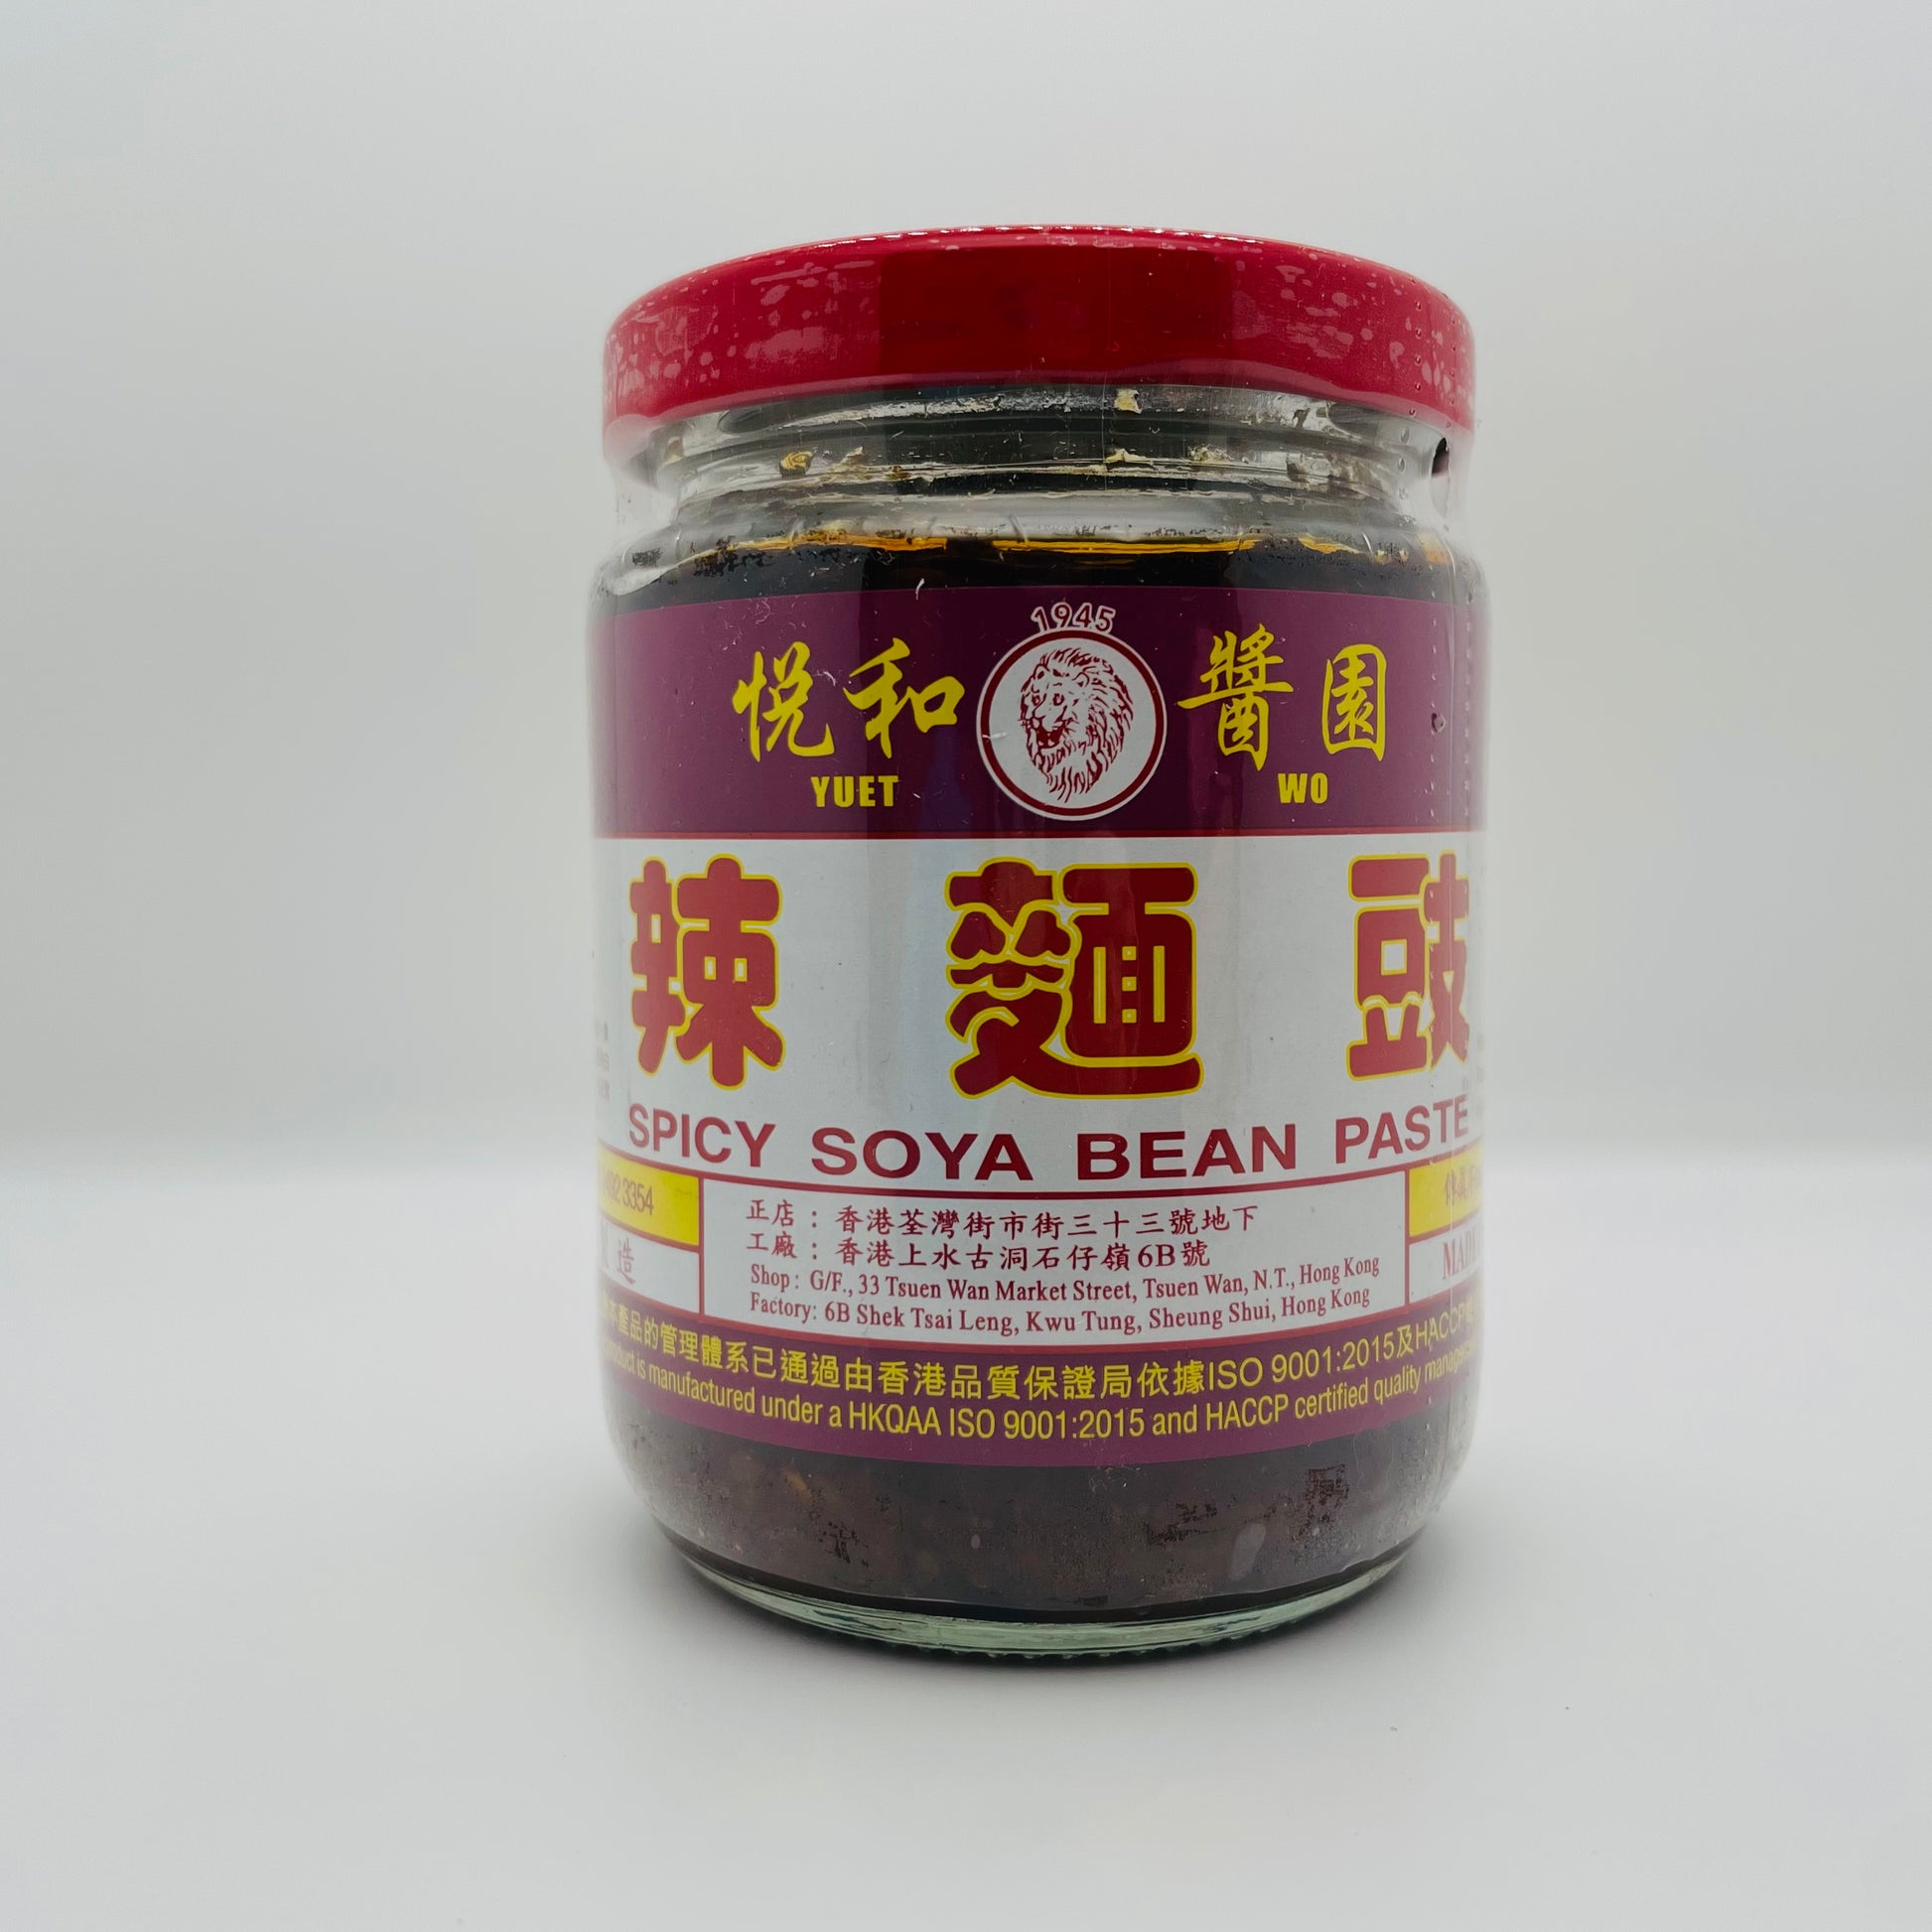 1945
悅和 醬園
YUET WO
辣麵豉
SPICY SOYA BEAN PASTE
3354
造
正店：香港荃灣街市街三十三號地下
工廠：香港上水古洞石仔嶺6B號
Shop: G/F., 33 Tsuen Wan Market Street, Tsuen Wan, N.T., Hong Kong
Factory: 6B Shek Tsai Leng, Kwu Tung, Sheung Shui, Hong Kong
產品的管理體系已通過由香港品質保證局依據ISO 9001:2015及HACCP
is manufactured under a HKQAA ISO 9001:2015 and HACCP certified quality